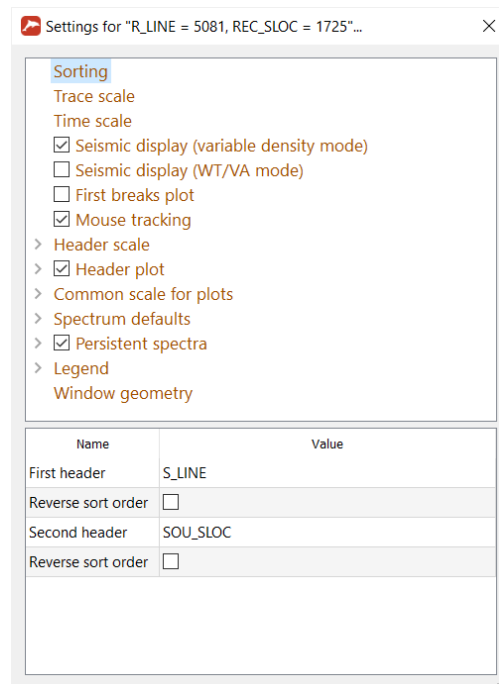 Settings for "R_LINE = 5081, REC_SLOC = 1725"...
Sorting
Trace scale
Time scale
Seismic display (variable density mode)
Seismic display (WT/VA mode)
First breaks plot
Mouse tracking
Header scale
Header plot
Common scale for plots
Spectrum defaults
Persistent spectra
Legend
Window geometry
Name Value
First header S_LINE
Reverse sort order
Second header SOU_SLOC
Reverse sort order